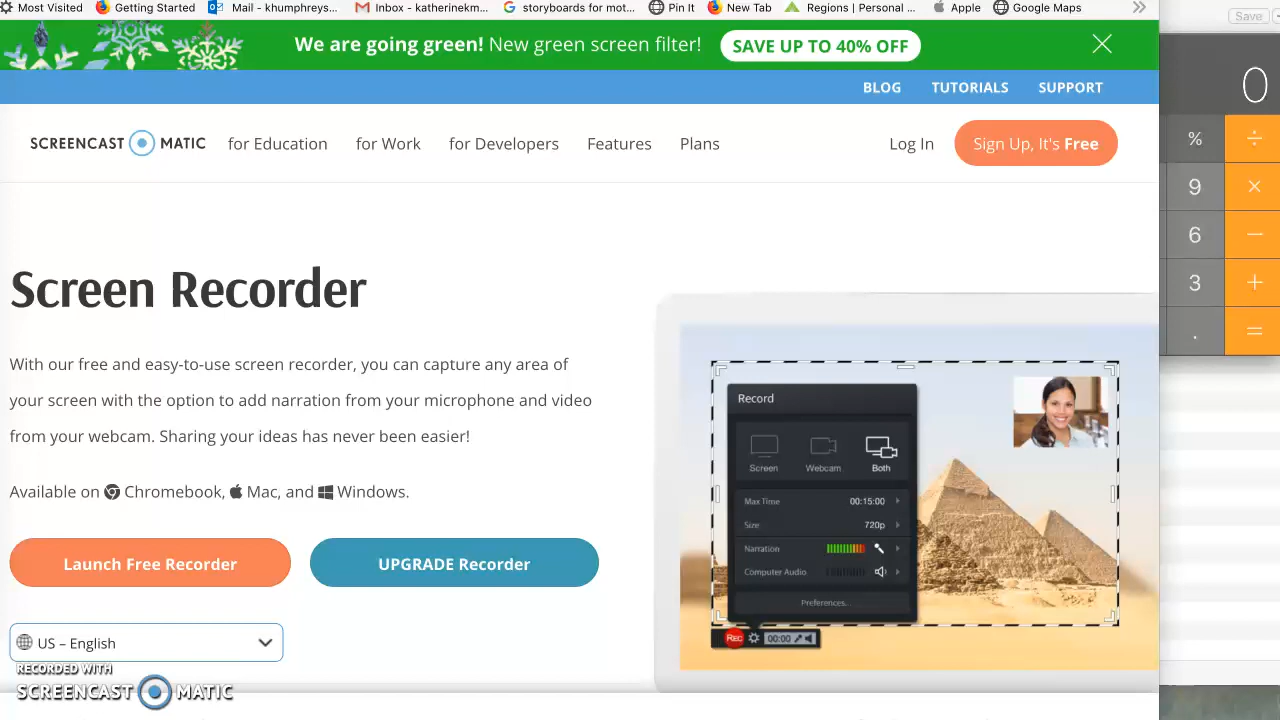 Most Visited Getting Started Mail - khumphreys... Inbox - katherinekm... storyboards for mot... Pin It New Tab Regions | Personal ... Apple Google Maps
Save
We are going green! New green screen filter! SAVE UP TO 40% OFF
0
BLOG TUTORIALS SUPPORT
SCREENCAST MATIC for Education for Work for Developers Features Plans Log In Sign Up, It's Free
% ÷
9 ×
6 −
3 +
. =
Screen Recorder
With our free and easy-to-use screen recorder, you can capture any area of
your screen with the option to add narration from your microphone and video
from your webcam. Sharing your ideas has never been easier!
Available on Chromebook, Mac, and Windows.
Launch Free Recorder UPGRADE Recorder
US – English
Record
Screen Webcam Both
Max Time 00:15:00
Size 720p
Narration
Computer Audio
Preferences...
Rec 00:00
RECORDED WITH
SCREENCAST MATIC